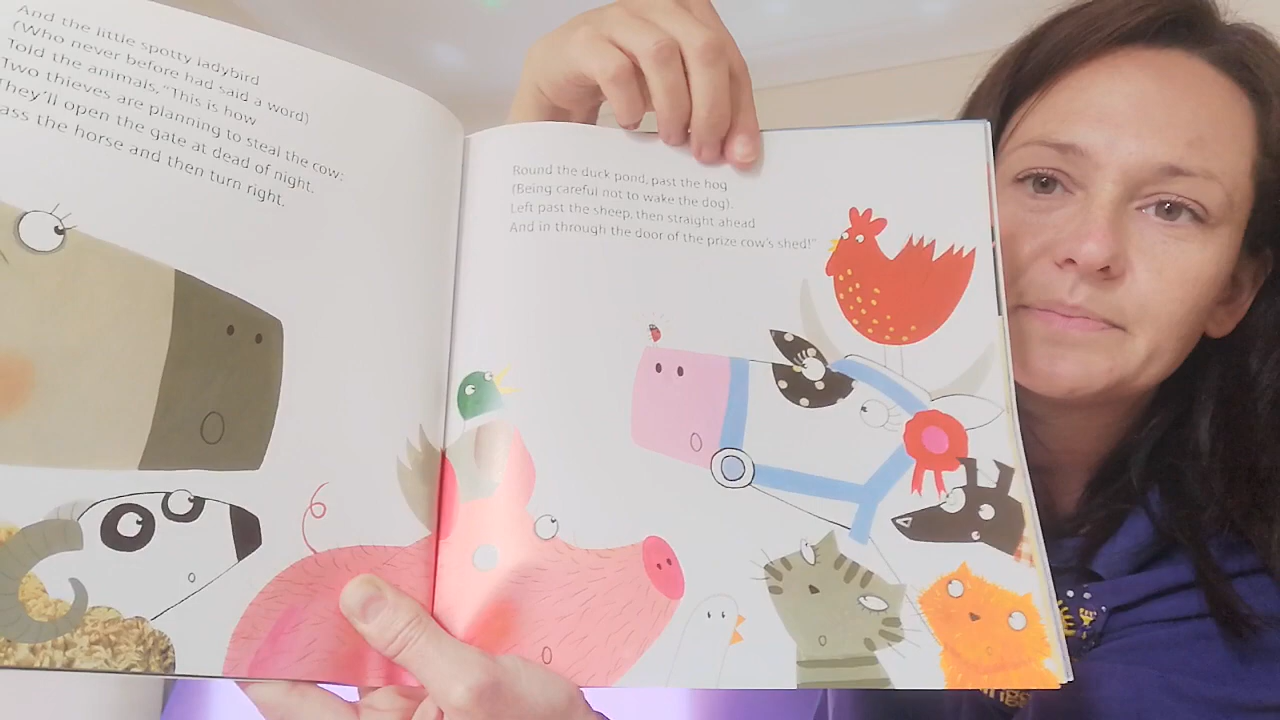 And the little spotty ladybird
(Who never before had said a word)
Told the animals, "This is how
Two thieves are planning to steal the cow:
They'll open the gate at dead of night.
ass the horse and then turn right.
Round the duck pond, past the hog
(Being careful not to wake the dog).
Left past the sheep, then straight ahead
And in through the door of the prize cow's shed!"